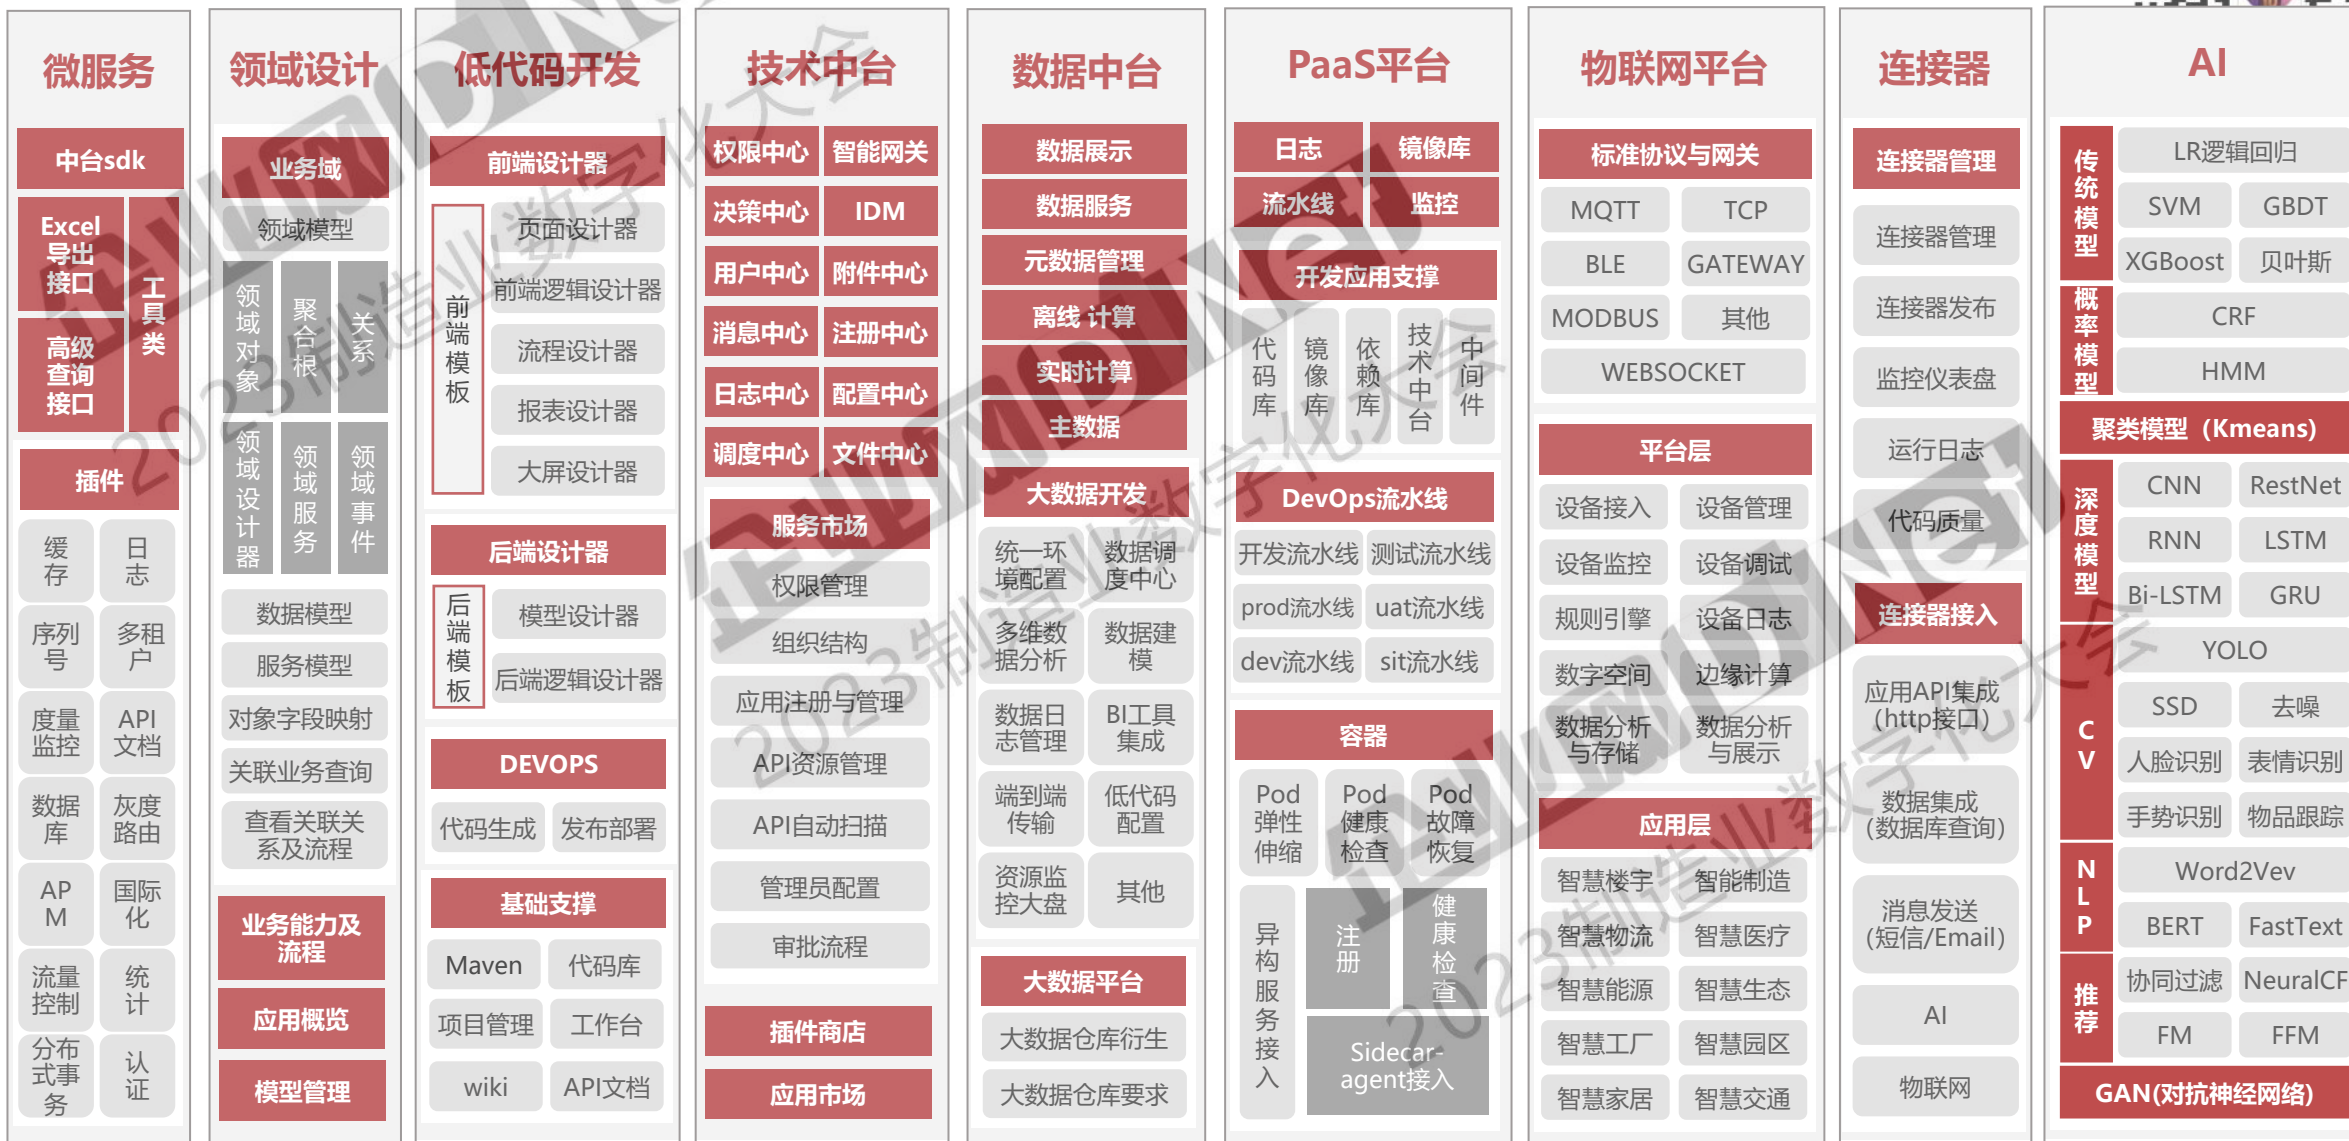 微服务
中台sdk
Excel
导出
接口
高级
查询
接口
工具类
插件
缓存
日志
序列号
多租户
度量监控
API文档
数据库
灰度路由
APM
国际化
流量控制
统计
分布式事务
认证
领域设计
业务域
领域模型
领域对象
聚合根
关系
领域设计器
领域服务
领域事件
数据模型
服务模型
对象字段映射
关联业务查询
查看关联关
系及流程
业务能力及
流程
应用概览
模型管理
低代码开发
前端设计器
前端模板
页面设计器
前端逻辑设计器
流程设计器
报表设计器
大屏设计器
后端设计器
后端模板
模型设计器
后端逻辑设计器
DEVOPS
代码生成
发布部署
基础支撑
Maven
代码库
项目管理
工作台
wiki
API文档
技术中台
权限中心
智能网关
决策中心
IDM
用户中心
附件中心
消息中心
注册中心
日志中心
配置中心
调度中心
文件中心
服务市场
权限管理
组织结构
应用注册与管理
API资源管理
API自动扫描
管理员配置
审批流程
插件商店
应用市场
数据中台
数据展示
数据服务
元数据管理
离线 计算
实时计算
主数据
大数据开发
统一环
境配置
数据调
度中心
多维数
据分析
数据建
模
数据日
志管理
BI工具
集成
端到端
传输
低代码
配置
资源监
控大盘
其他
大数据平台
大数据仓库衍生
大数据仓库要求
PaaS平台
日志
镜像库
流水线
监控
开发应用支撑
代码库
镜像库
依赖库
技术中台
中间件
DevOps流水线
开发流水线
测试流水线
prod流水线
uat流水线
dev流水线
sit流水线
容器
Pod
弹性
伸缩
Pod
健康
检查
Pod
故障
恢复
异构服务接入
注册
健康检查
Sidecar-
agent接入
物联网平台
标准协议与网关
MQTT
TCP
BLE
GATEWAY
MODBUS
其他
WEBSOCKET
平台层
设备接入
设备管理
设备监控
设备调试
规则引擎
设备日志
数字空间
边缘计算
数据分析
与存储
数据分析
与展示
应用层
智慧楼宇
智能制造
智慧物流
智慧医疗
智慧能源
智慧生态
智慧工厂
智慧园区
智慧家居
智慧交通
连接器
连接器管理
连接器管理
连接器发布
监控仪表盘
运行日志
代码质量
连接器接入
应用API集成
（http接口）
数据集成
（数据库查询）
消息发送
（短信/Email）
AI
物联网
AI
传统模型
LR逻辑回归
SVM
GBDT
XGBoost
贝叶斯
概率模型
CRF
HMM
聚类模型（Kmeans)
深度模型
CNN
RestNet
RNN
LSTM
Bi-LSTM
GRU
CV
YOLO
SSD
去噪
人脸识别
表情识别
手势识别
物品跟踪
NLP
Word2Vev
BERT
FastText
推荐
协同过滤
NeuralCF
FM
FFM
GAN(对抗神经网络)
2023制造业数字化大会
2023制造业数字化大会
2023制造业数字化大会